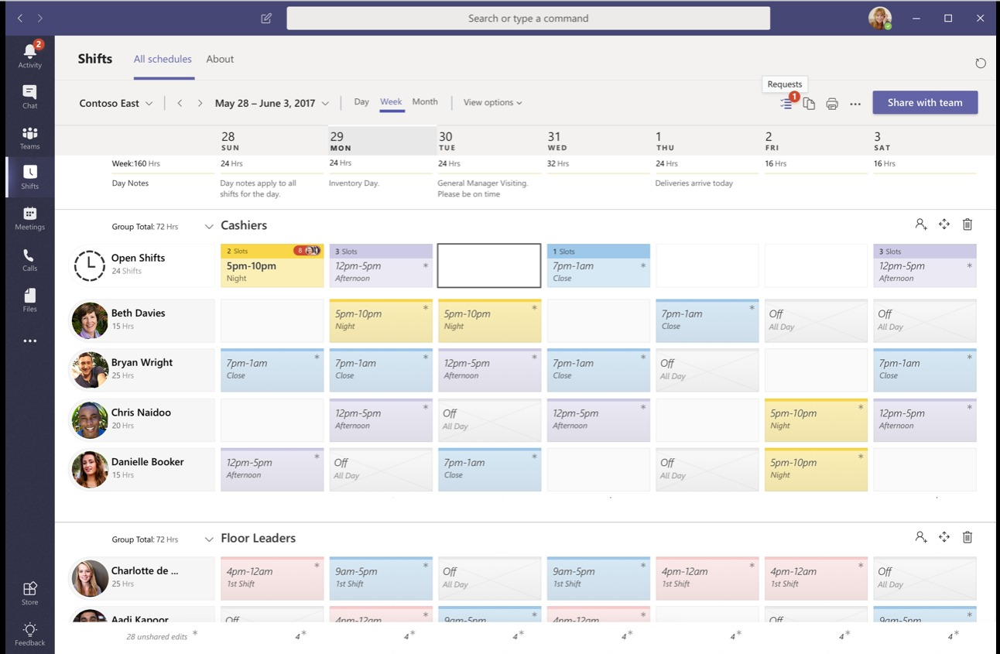 Search or type a command
2
Activity
Chat
Teams
Shifts
Meetings
Calls
Files
Store
Feedback
Shifts All schedules About
Requests
Contoso East May 28 – June 3, 2017 Day Week Month View options 1 Share with team
28 29 30 31 1 2 3
SUN MON TUE WED THU FRI SAT
Week:160 Hrs 24 Hrs 24 Hrs 24 Hrs 32 Hrs 24 Hrs 16 Hrs 16 Hrs
Day Notes Day notes apply to all Inventory Day. General Manager Visiting. Deliveries arrive today
shifts for the day. Please be on time
Group Total: 72 Hrs Cashiers
2 Slots 8 3 Slots 1 Slots 3 Slots
Open Shifts 5pm-10pm 12pm-5pm * 7pm-1am * 12pm-5pm *
24 Shifts Night Afternoon Close Afternoon
Beth Davies 5pm-10pm * 5pm-10pm * 7pm-1am * Off Off
15 Hrs Night Night Close All Day All Day
Bryan Wright 7pm-1am * 7pm-1am * 12pm-5pm * 7pm-1am * Off 7pm-1am *
25 Hrs Close Close Afternoon Close All Day Close
Chris Naidoo 12pm-5pm * Off 12pm-5pm * 5pm-10pm * 12pm-5pm *
20 Hrs Afternoon All Day Afternoon Night Afternoon
Danielle Booker 12pm-5pm * Off 7pm-1am * Off 5pm-10pm *
15 Hrs Afternoon All Day Close All Day Night
Group Total: 72 Hrs Floor Leaders
Charlotte de ... 4pm-12am * 9am-5pm * Off 9am-5pm * 4pm-12am * 4pm-12am * Off
25 Hrs 1st Shift 1st Shift All Day 1st Shift 1st Shift 1st Shift All Day
Aadi Kapoor Off 4pm-12am * 9am-5pm * 4pm-12am * Off 9am-5pm *
28 unshared edits * 4* 4* 4* 4* 4* 4* 4*